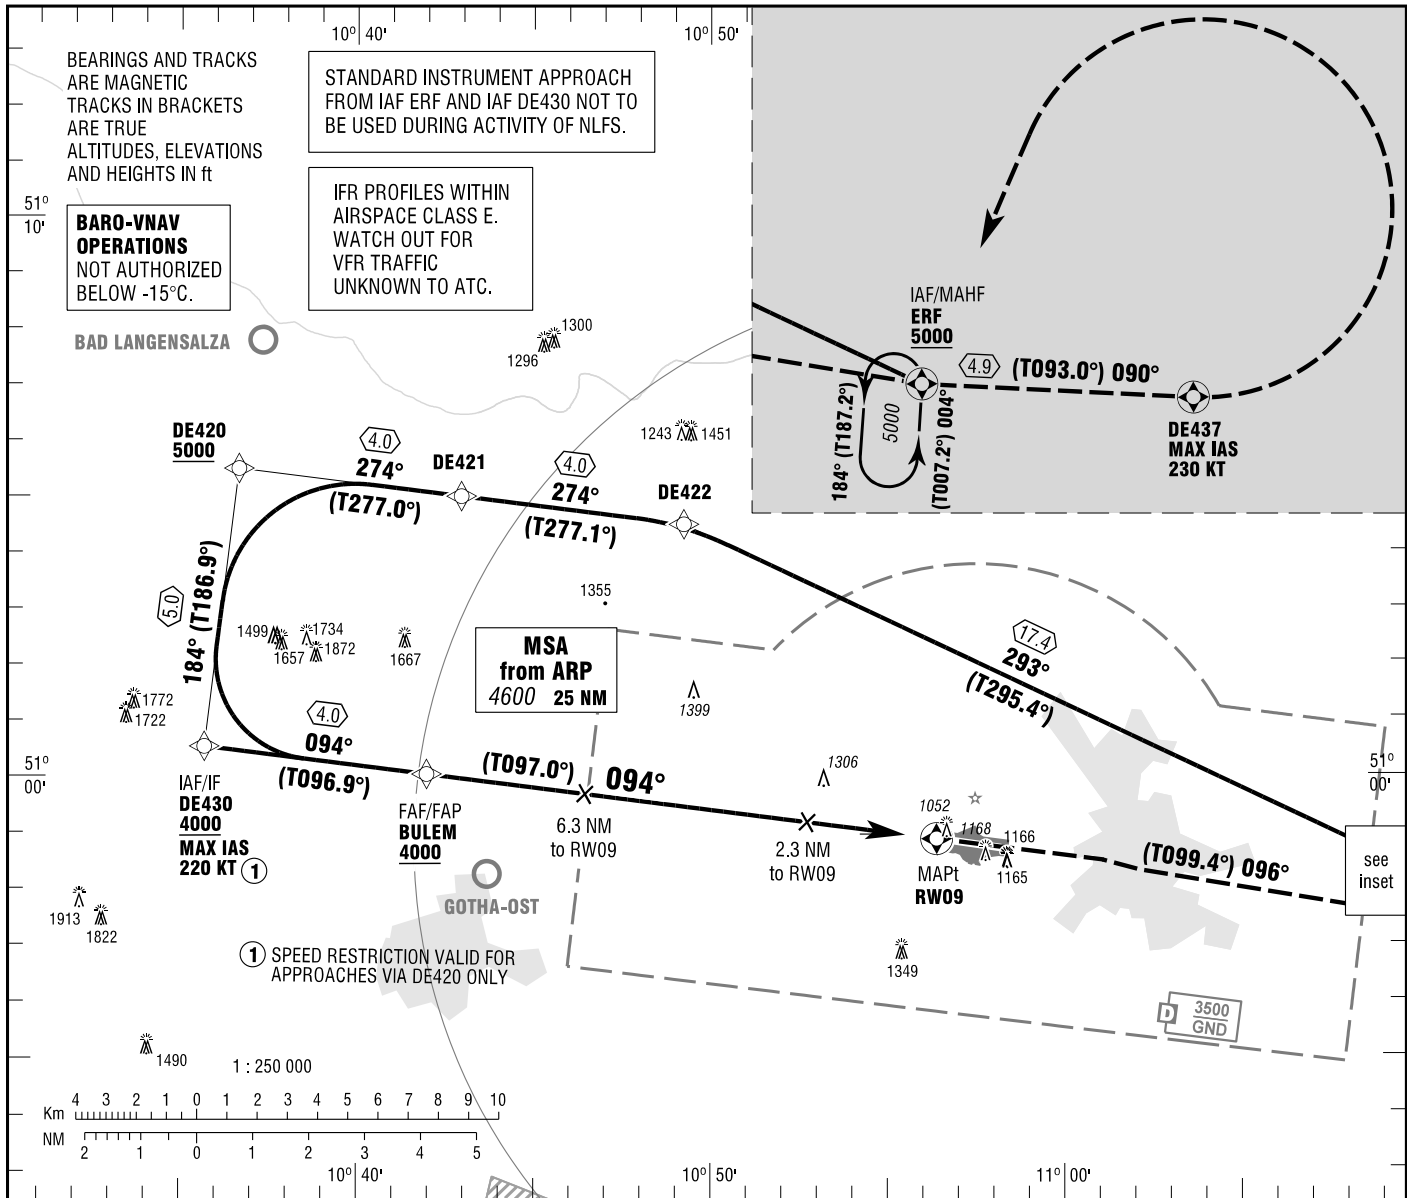 10° 40'
10° 50'
BEARINGS AND TRACKS
ARE MAGNETIC
TRACKS IN BRACKETS
ARE TRUE
ALTITUDES, ELEVATIONS
AND HEIGHTS IN ft
STANDARD INSTRUMENT APPROACH
FROM IAF ERF AND IAF DE430 NOT TO
BE USED DURING ACTIVITY OF NLFS.
IFR PROFILES WITHIN
AIRSPACE CLASS E.
WATCH OUT FOR
VFR TRAFFIC
UNKNOWN TO ATC.
51°
10'
BARO-VNAV
OPERATIONS
NOT AUTHORIZED
BELOW -15°C.
BAD LANGENSALZA
1300
1296
IAF/MAHF
ERF
5000
4.9
(T093.0°) 090°
184° (T187.2°)
5000
(T007.2°) 004°
DE437
MAX IAS
230 KT
DE420
5000
4.0
274°
(T277.0°)
DE421
4.0
274°
(T277.1°)
1243
1451
DE422
5.0
184° (T186.9°)
1355
1499
1734
1657
1872
1667
MSA
from ARP
4600 25 NM
17.4
293°
(T295.4°)
1399
1772
1722
4.0
094°
(T096.9°)
(T097.0°)
094°
1306
51°
00'
51°
00'
IAF/IF
DE430
4000
MAX IAS
220 KT 1
FAF/FAP
BULEM
4000
6.3 NM
to RW09
2.3 NM
to RW09
1052
1168
1166
1165
MAPt
RW09
(T099.4°) 096°
see
inset
GOTHA-OST
1913
1822
1 SPEED RESTRICTION VALID FOR
APPROACHES VIA DE420 ONLY
1349
D
3500
GND
1490
1 : 250 000
Km 4 3 2 1 0 1 2 3 4 5 6 7 8 9 10
NM 2 1 0 1 2 3 4 5
10° 40'
10° 50'
11° 00'